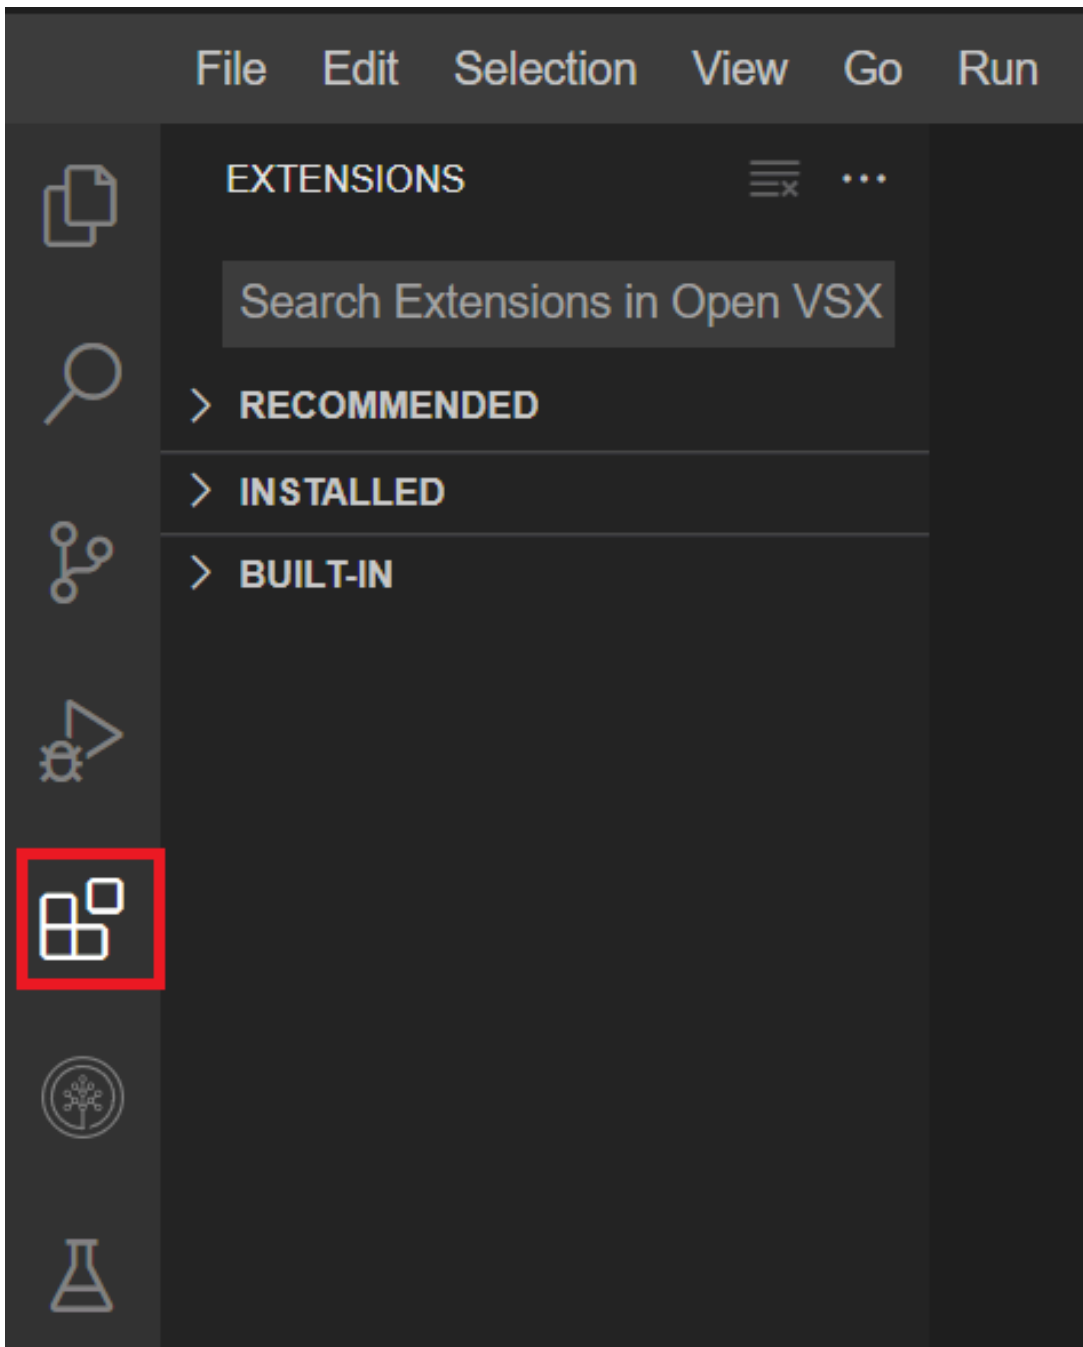 File Edit Selection View Go Run
EXTENSIONS
Search Extensions in Open VSX
RECOMMENDED
INSTALLED
BUILT-IN